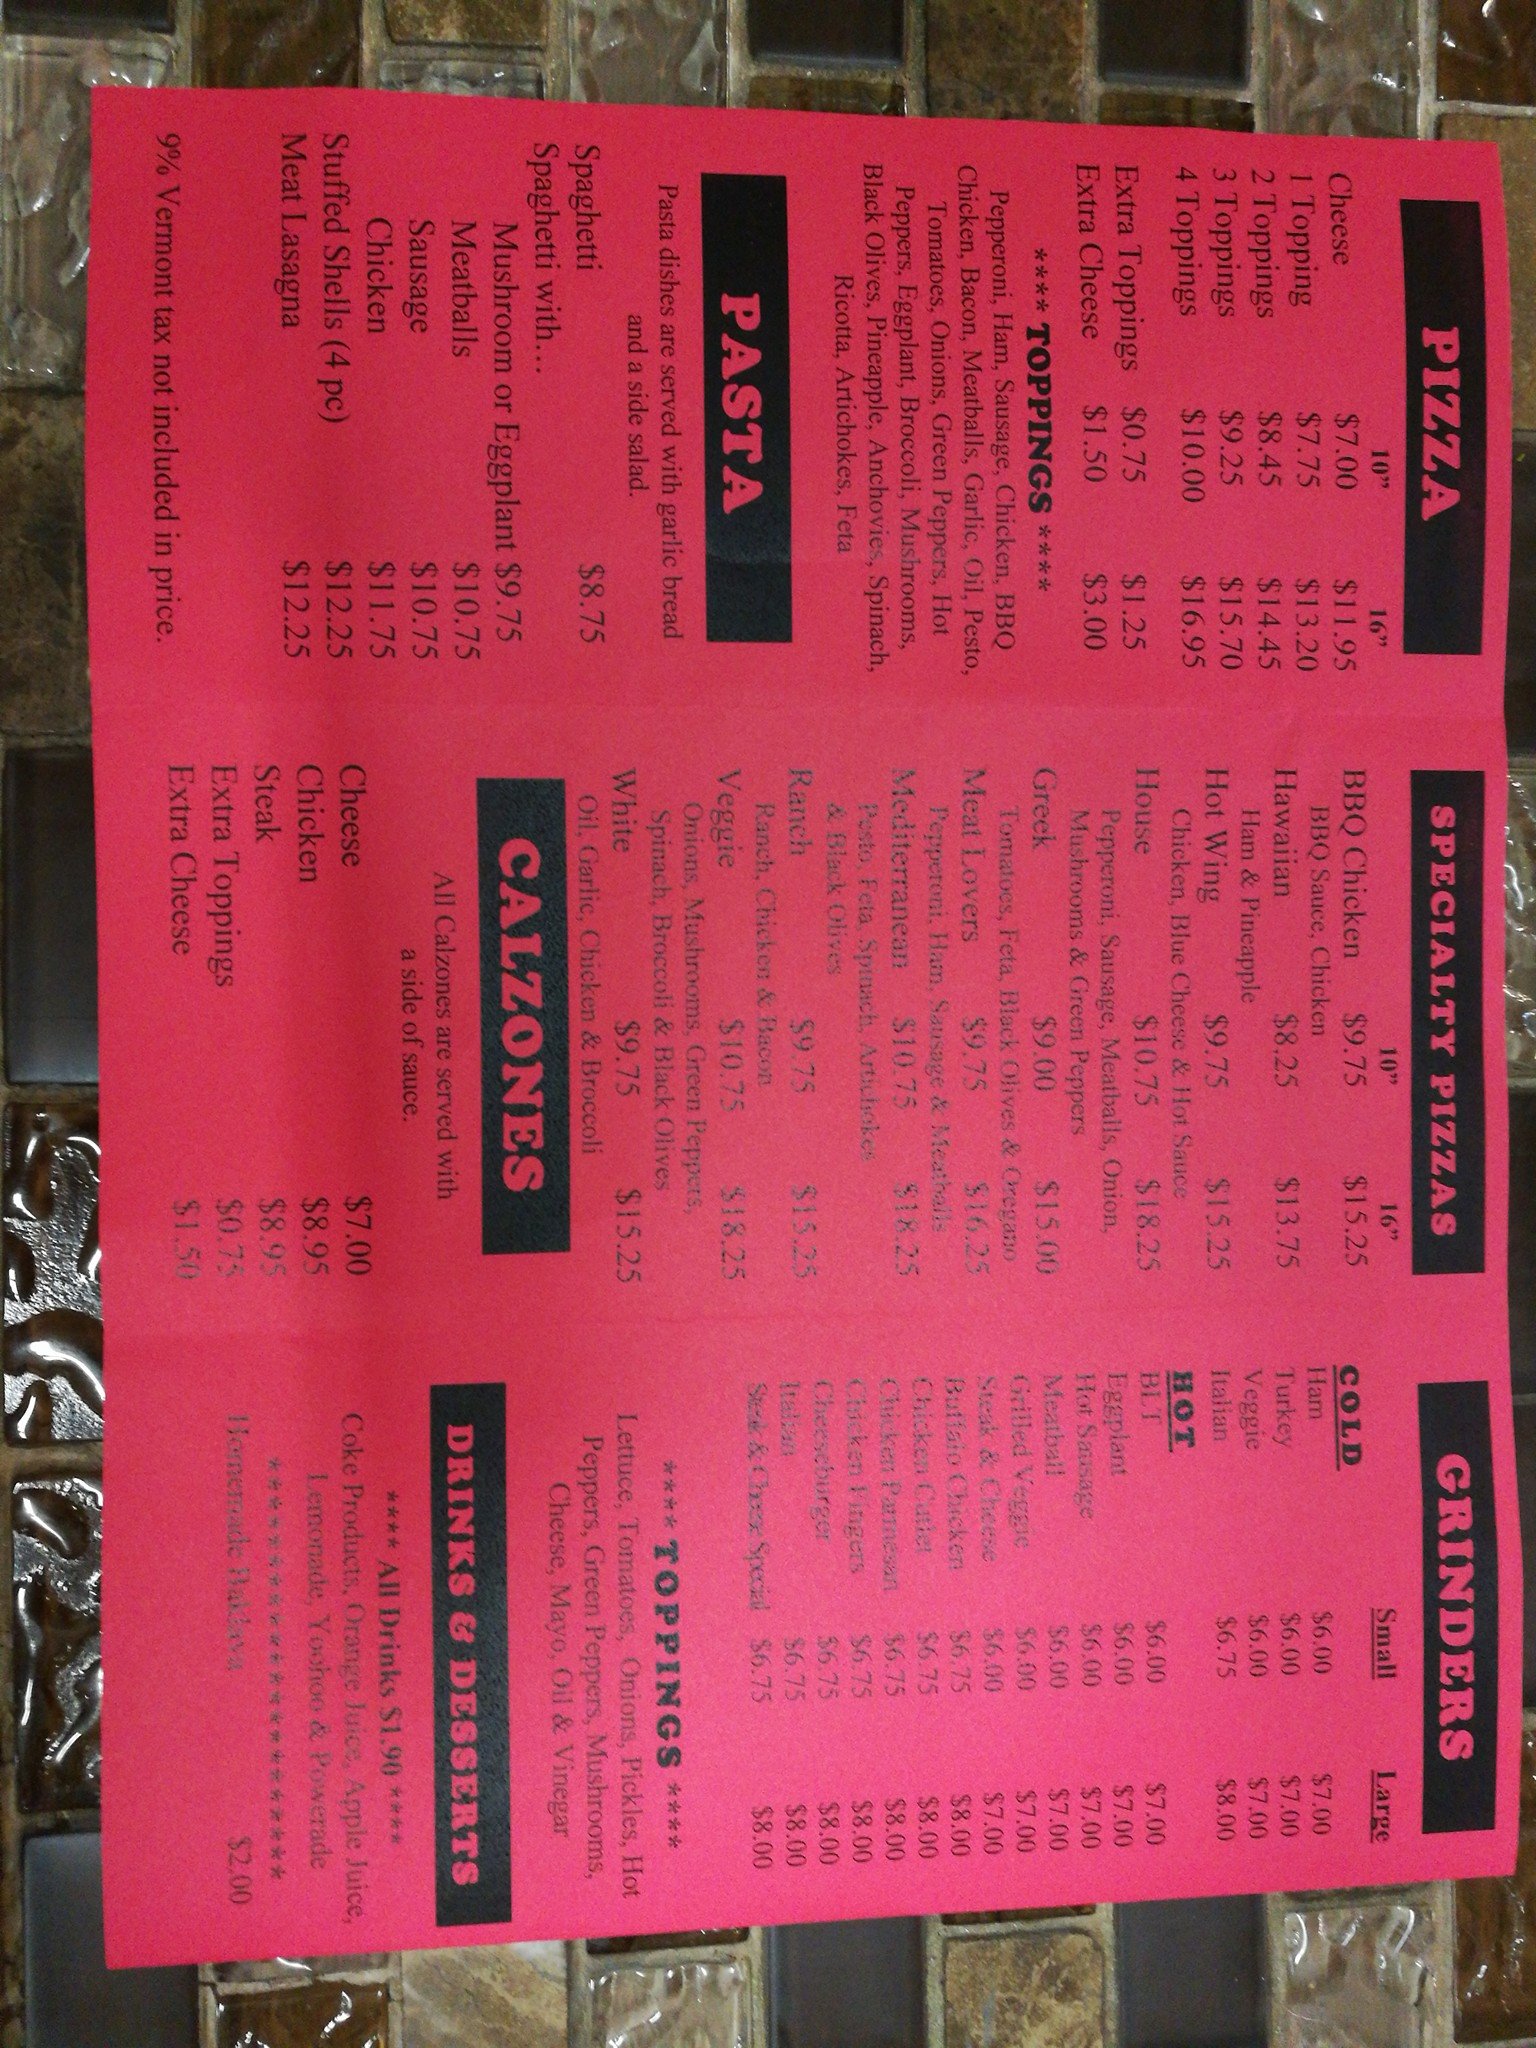 PIZZA
10” 16”
Cheese $7.00 $11.95
1 Topping $7.75 $13.20
2 Toppings $8.45 $14.45
3 Toppings $9.25 $15.70
4 Toppings $10.00 $16.95
Extra Toppings $0.75 $1.25
Extra Cheese $1.50 $3.00
**** TOPPINGS ****
Pepperoni, Ham, Sausage, Chicken, BBQ
Chicken, Bacon, Meatballs, Garlic, Oil, Pesto,
Tomatoes, Onions, Green Peppers, Hot
Peppers, Eggplant, Broccoli, Mushrooms,
Black Olives, Pineapple, Anchovies, Spinach,
Ricotta, Artichokes, Feta
PASTA
Pasta dishes are served with garlic bread
and a side salad.
Spaghetti $8.75
Spaghetti with…
Mushroom or Eggplant $9.75
Meatballs $10.75
Sausage $10.75
Chicken $11.75
Stuffed Shells (4 pc) $12.25
Meat Lasagna $12.25
9% Vermont tax not included in price.
SPECIALTY PIZZAS
10” 16”
BBQ Chicken $9.75 $15.25
BBQ Sauce, Chicken
Hawaiian $8.25 $13.75
Ham & Pineapple
Hot Wing $9.75 $15.25
Chicken, Blue Cheese & Hot Sauce
House $10.75 $18.25
Pepperoni, Sausage, Meatballs, Onion,
Mushrooms & Green Peppers
Greek $9.00 $15.00
Tomatoes, Feta, Black Olives & Oregano
Meat Lovers $9.75 $16.25
Pepperoni, Ham, Sausage & Meatballs
Mediterranean $10.75 $18.25
Pesto, Feta, Spinach, Artichokes
& Black Olives
Ranch $9.75 $15.25
Ranch, Chicken & Bacon
Veggie $10.75 $18.25
Onions, Mushrooms, Green Peppers,
Spinach, Broccoli & Black Olives
White $9.75 $15.25
Oil, Garlic, Chicken & Broccoli
CALZONES
All Calzones are served with
a side of sauce.
Cheese $7.00
Chicken $8.95
Steak $8.95
Extra Toppings $0.75
Extra Cheese $1.50
GRINDERS
Small Large
COLD
Ham $6.00 $7.00
Turkey $6.00 $7.00
Veggie $6.00 $7.00
Italian $6.75 $8.00
HOT
BLT $6.00 $7.00
Eggplant $6.00 $7.00
Hot Sausage $6.00 $7.00
Meatball $6.00 $7.00
Grilled Veggie $6.00 $7.00
Steak & Cheese $6.00 $7.00
Buffalo Chicken $6.75 $8.00
Chicken Cutlet $6.75 $8.00
Chicken Parmesan $6.75 $8.00
Chicken Fingers $6.75 $8.00
Cheeseburger $6.75 $8.00
Italian $6.75 $8.00
Steak & Cheese Special $6.75 $8.00
**** TOPPINGS ****
Lettuce, Tomatoes, Onions, Pickles, Hot
Peppers, Green Peppers, Mushrooms,
Cheese, Mayo, Oil & Vinegar
DRINKS & DESSERTS
**** All Drinks $1.90 ****
Coke Products, Orange Juice, Apple Juice,
Lemonade, Yoohoo & Powerade
************************
Homemade Baklava $2.00